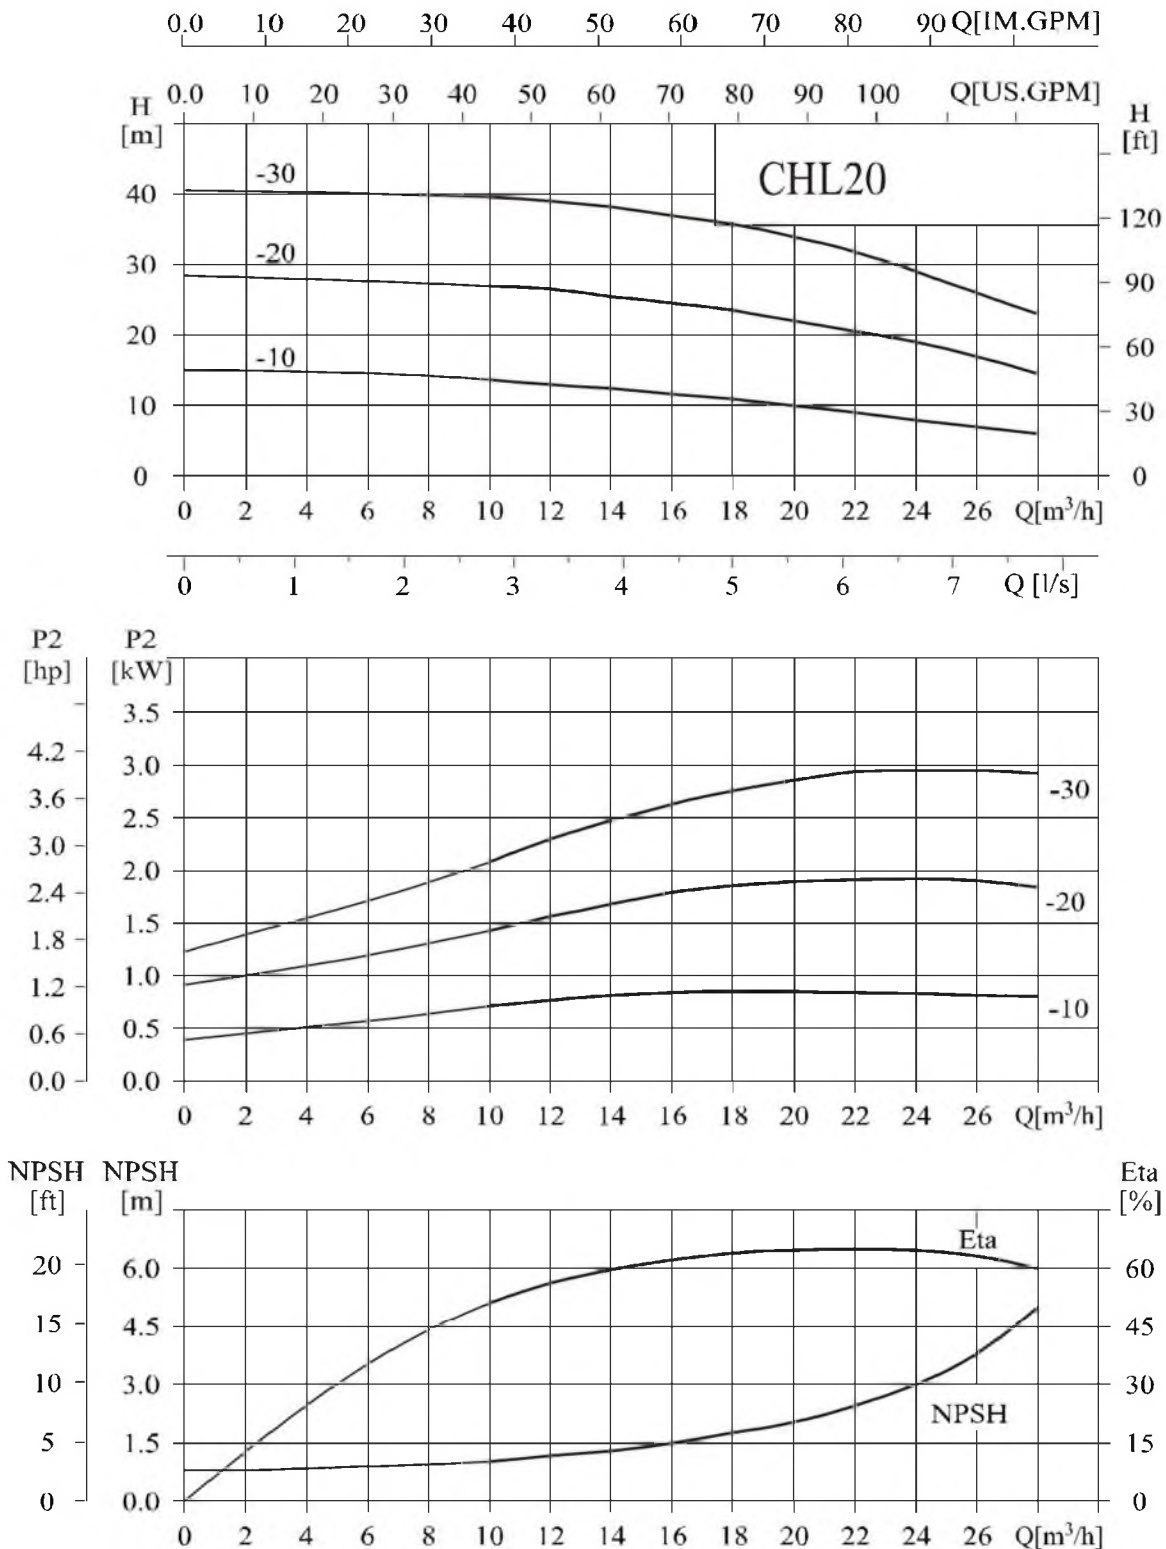 0.0 10 20 30 40 50 60 70 80 90 Q[IM.GPM]
H 0.0 10 20 30 40 50 60 70 80 90 100 Q[US.GPM] H
[m] [ft]
-30 CHL20
40
120
-20
30
90
20
60
-10
10
30
0 0
0 2 4 6 8 10 12 14 16 18 20 22 24 26 Q[m³/h]
0 1 2 3 4 5 6 7 Q [l/s]
P2 P2
[hp] [kW]
3.5
4.2
3.0
3.6 -30
2.5
3.0
2.0
2.4
-20
1.5
1.8
1.2 1.0
-10
0.6 0.5
0.0 0.0
0 2 4 6 8 10 12 14 16 18 20 22 24 26 Q[m³/h]
NPSH NPSH Eta
[ft] [m] [%]
Eta
20 6.0 60
15 4.5 45
10 3.0 30
NPSH
5 1.5 15
0 0.0 0
0 2 4 6 8 10 12 14 16 18 20 22 24 26 Q[m³/h]